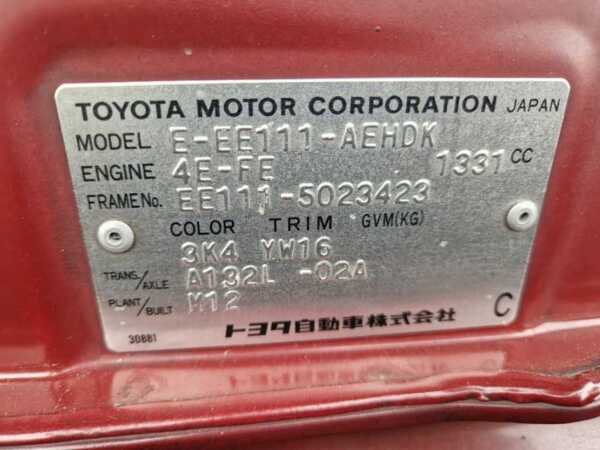 TOYOTA MOTOR CORPORATION JAPAN
MODEL E-EE111-AEHDK
ENGINE 4E-FE 1331 CC
FRAME No. EE111-5023423
COLOR TRIM GVM(KG)
3K4 YW16
TRANS./AXLE A132L -02A
PLANT/BUILT M12
C
トヨタ自動車株式会社
30881